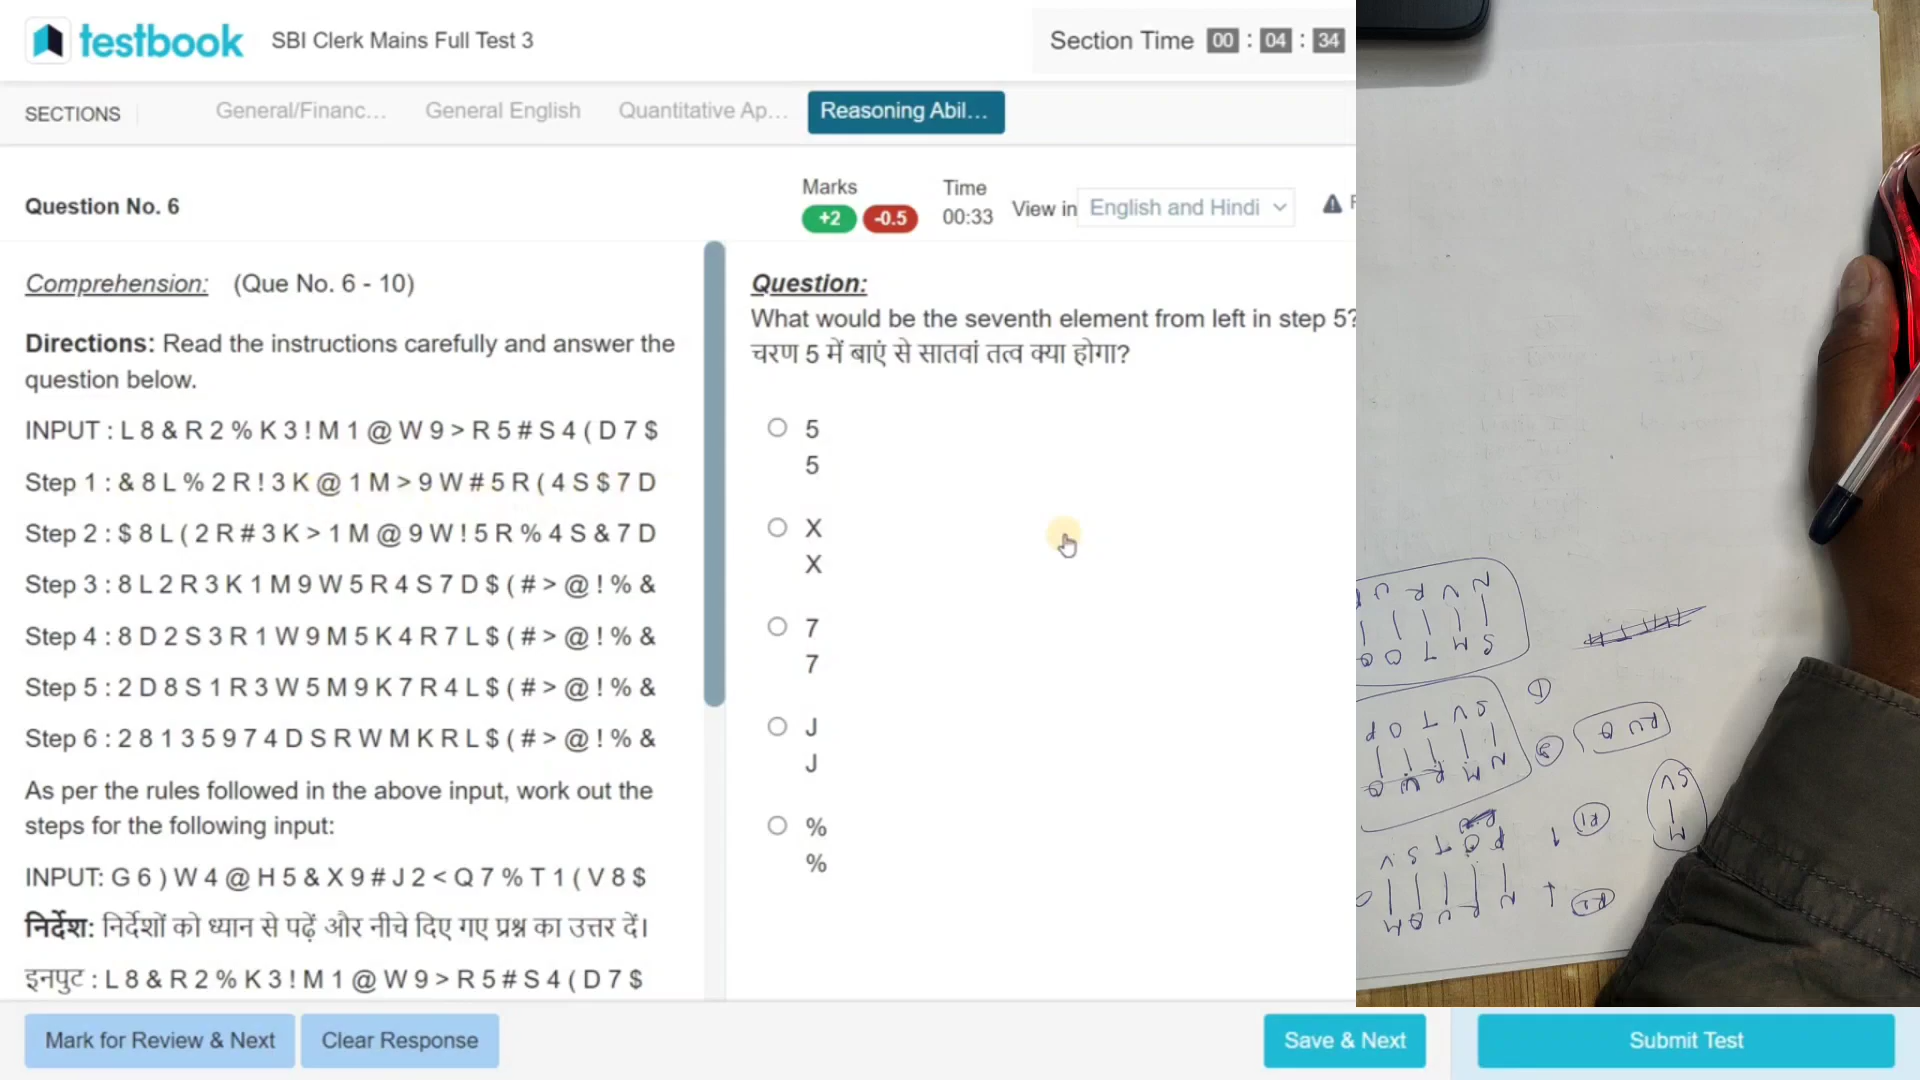 testbook
SBI Clerk Mains Full Test 3
Section Time 00 : 04 : 34
SECTIONS
General/Financ...
General English
Quantitative Ap...
Reasoning Abil...
Question No. 6
Marks
+2 -0.5
Time
00:33
View in English and Hindi
Comprehension: (Que No. 6 - 10)
Directions: Read the instructions carefully and answer the
question below.
INPUT : L 8 & R 2 % K 3 ! M 1 @ W 9 > R 5 # S 4 ( D 7 $
Step 1 : & 8 L % 2 R ! 3 K @ 1 M > 9 W # 5 R ( 4 S $ 7 D
Step 2 : $ 8 L ( 2 R # 3 K > 1 M @ 9 W ! 5 R % 4 S & 7 D
Step 3 : 8 L 2 R 3 K 1 M 9 W 5 R 4 S 7 D $ ( # > @ ! % &
Step 4 : 8 D 2 S 3 R 1 W 9 M 5 K 4 R 7 L $ ( # > @ ! % &
Step 5 : 2 D 8 S 1 R 3 W 5 M 9 K 7 R 4 L $ ( # > @ ! % &
Step 6 : 2 8 1 3 5 9 7 4 D S R W M K R L $ ( # > @ ! % &
As per the rules followed in the above input, work out the
steps for the following input:
INPUT: G 6 ) W 4 @ H 5 & X 9 # J 2 < Q 7 % T 1 ( V 8 $
निर्देश: निर्देशों को ध्यान से पढ़ें और नीचे दिए गए प्रश्न का उत्तर दें।
इनपुट : L 8 & R 2 % K 3 ! M 1 @ W 9 > R 5 # S 4 ( D 7 $
Question:
What would be the seventh element from left in step 5?
चरण 5 में बाएं से सातवां तत्व क्या होगा?
5
5
X
X
7
7
J
J
%
%
Mark for Review & Next
Clear Response
Save & Next
Submit Test